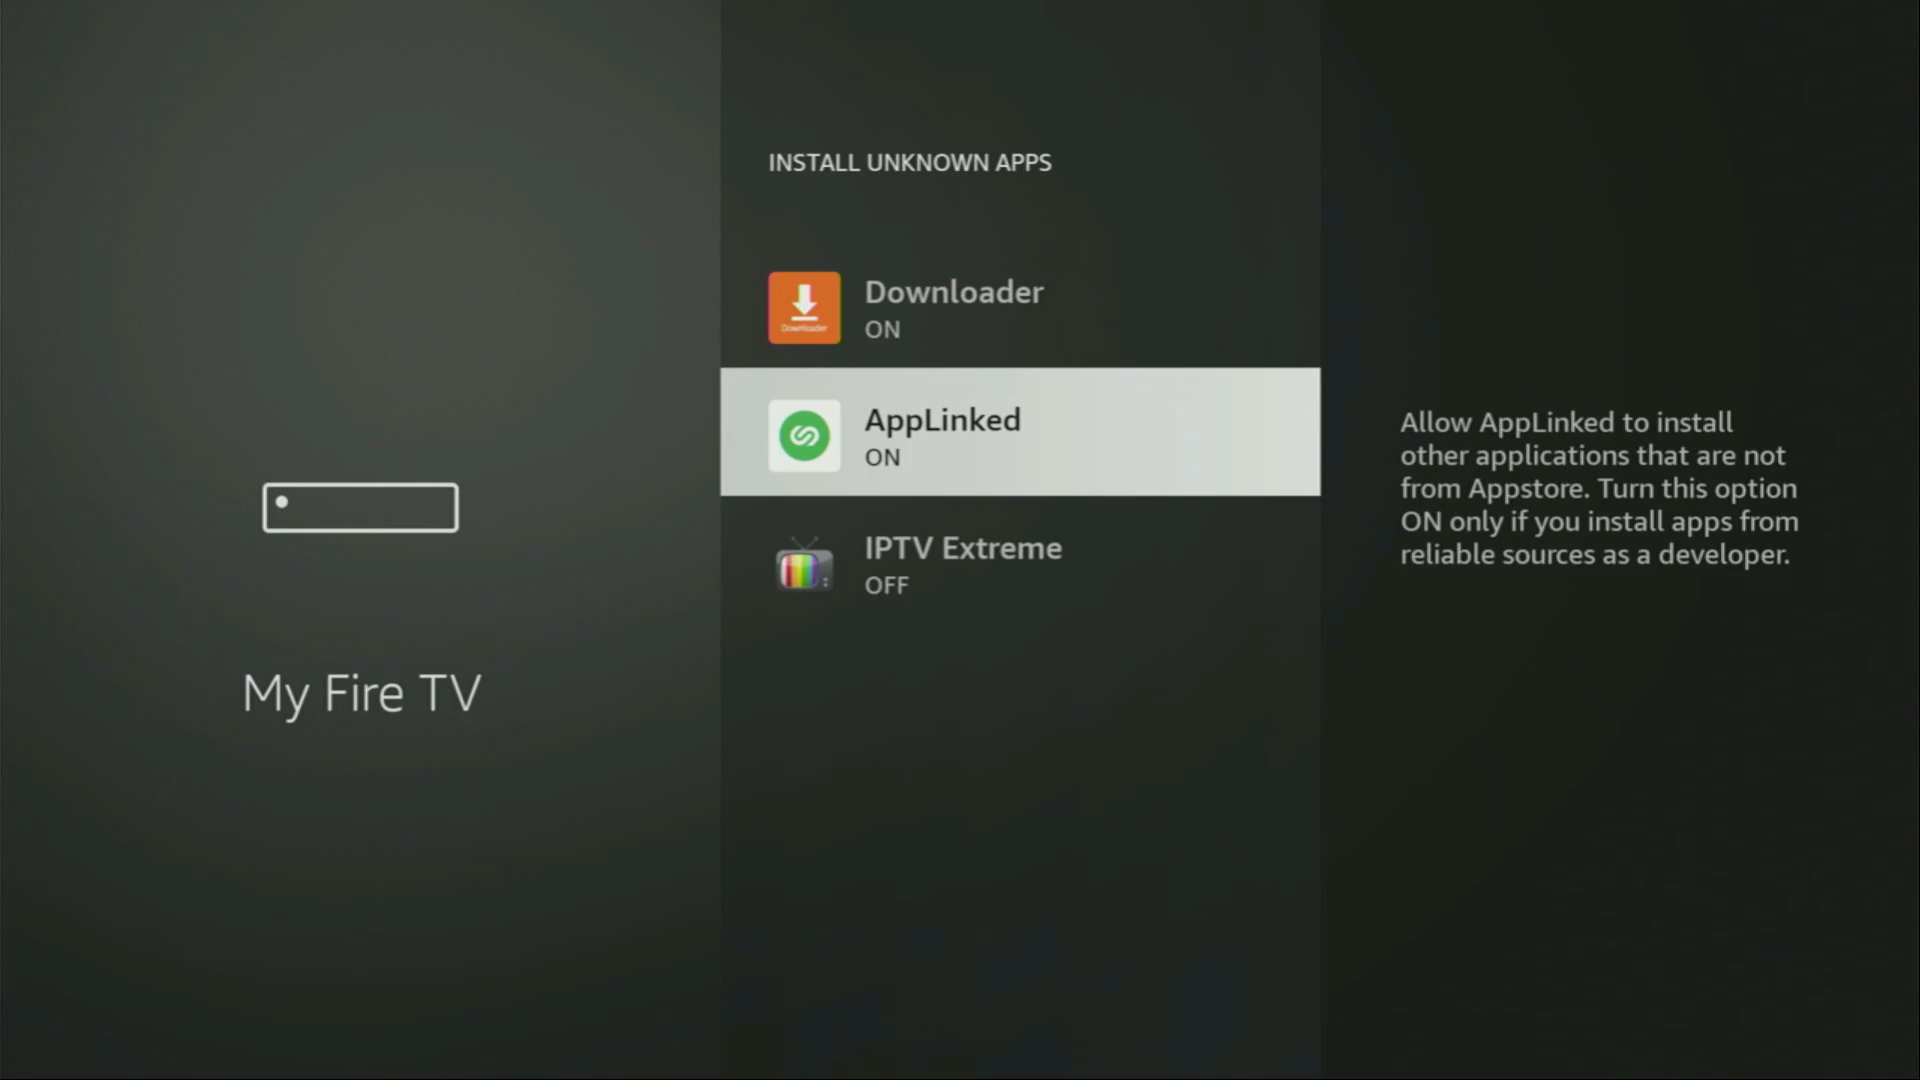 INSTALL UNKNOWN APPS
Downloader
Downloader
ON
AppLinked
ON
IPTV Extreme
OFF
My Fire TV
Allow AppLinked to install
other applications that are not
from Appstore. Turn this option
ON only if you install apps from
reliable sources as a developer.